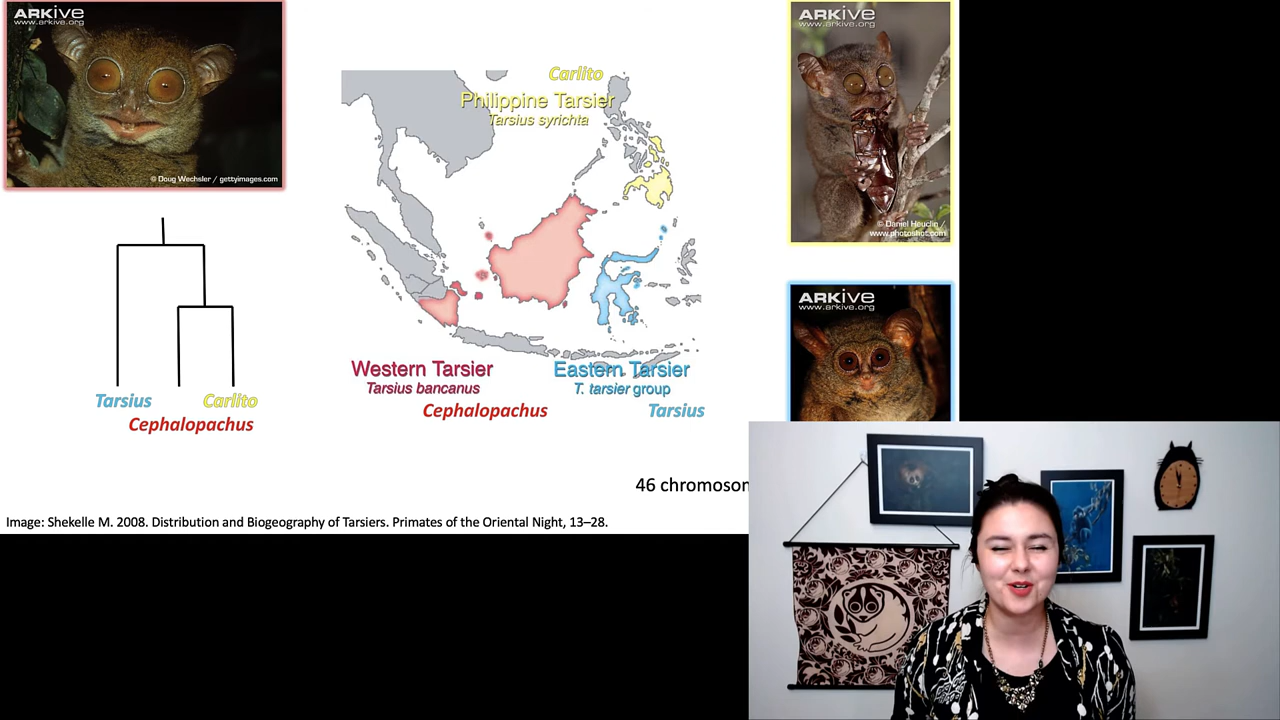 ARKive
www.arkive.org
© Doug Wechsler / gettyimages.com
Carlito
Philippine Tarsier
Tarsius syrichta
ARKive
www.arkive.org
© Daniel Heuclin /
www.photoshot.com
Tarsius
Carlito
Cephalopachus
Western Tarsier
Tarsius bancanus
Cephalopachus
Eastern Tarsier
T. tarsier group
Tarsius
ARKive
www.arkive.org
46 chromoson
Image: Shekelle M. 2008. Distribution and Biogeography of Tarsiers. Primates of the Oriental Night, 13–28.